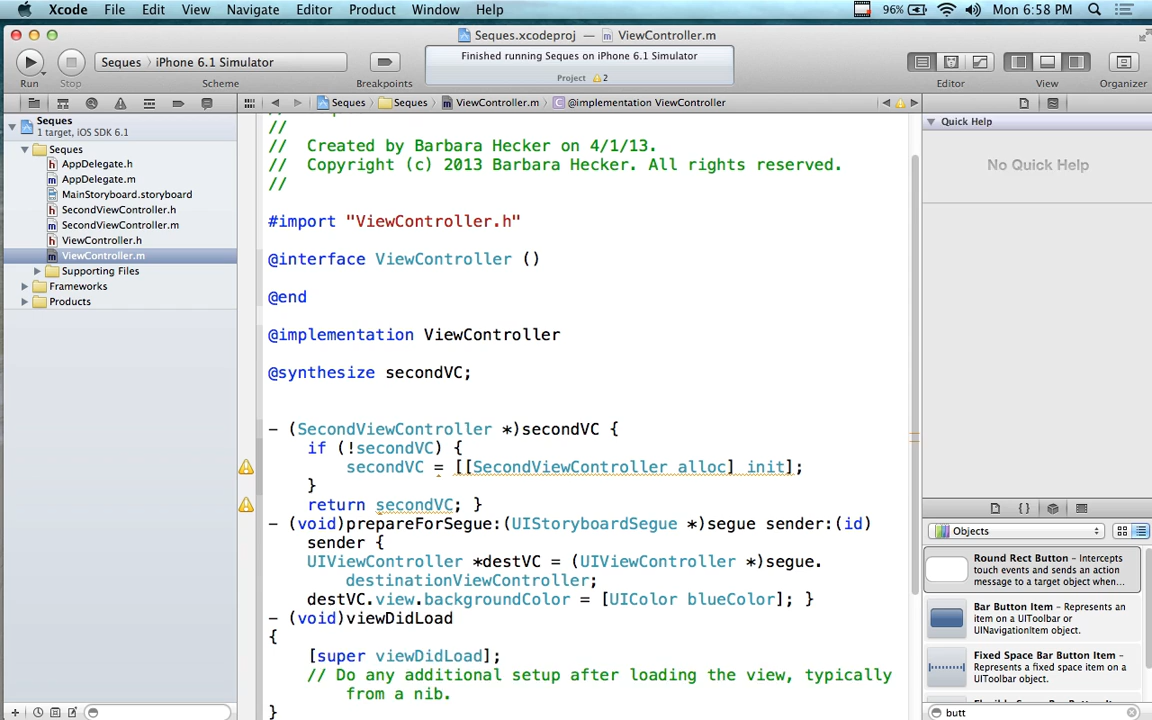 Xcode File Edit View Navigate Editor Product Window Help 96% Mon 6:58 PM
Seques.xcodeproj — ViewController.m
Run Stop Seques iPhone 6.1 Simulator Scheme Breakpoints
Finished running Seques on iPhone 6.1 Simulator
Project 2
Editor View Organizer
Seques Seques ViewController.m @implementation ViewController
Seques
1 target, iOS SDK 6.1
Seques
AppDelegate.h
AppDelegate.m
MainStoryboard.storyboard
SecondViewController.h
SecondViewController.m
ViewController.h
ViewController.m
Supporting Files
Frameworks
Products
//
// Created by Barbara Hecker on 4/1/13.
// Copyright (c) 2013 Barbara Hecker. All rights reserved.
//
#import "ViewController.h"
@interface ViewController ()
@end
@implementation ViewController
@synthesize secondVC;
- (SecondViewController *)secondVC {
if (!secondVC) {
secondVC = [[SecondViewController alloc] init];
}
return secondVC; }
- (void)prepareForSegue:(UIStoryboardSegue *)segue sender:(id)
sender {
UIViewController *destVC = (UIViewController *)segue.
destinationViewController;
destVC.view.backgroundColor = [UIColor blueColor]; }
- (void)viewDidLoad
{
[super viewDidLoad];
// Do any additional setup after loading the view, typically
from a nib.
}
Quick Help
No Quick Help
{ }
Objects
Round Rect Button – Intercepts
touch events and sends an action
message to a target object when...
Bar Button Item – Represents an
item on a UIToolbar or
UINavigationItem object.
Fixed Space Bar Button Item –
Represents a fixed space item on a
UIToolbar object.
butt